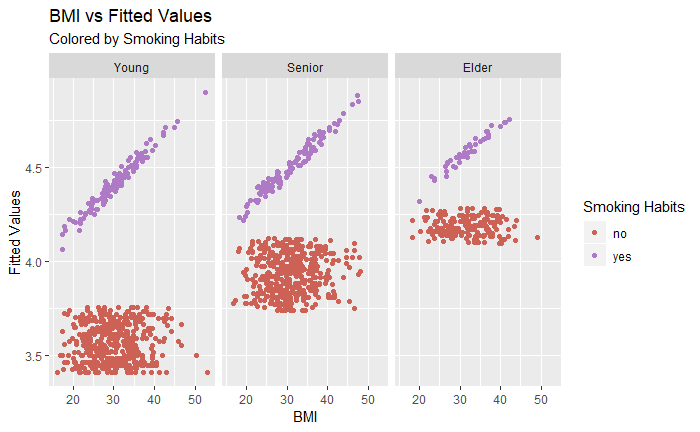 BMI vs Fitted Values
Colored by Smoking Habits
Young Senior Elder
4.5
4.0
3.5
Fitted Values
20 30 40 50 20 30 40 50 20 30 40 50
BMI
Smoking Habits
no
yes